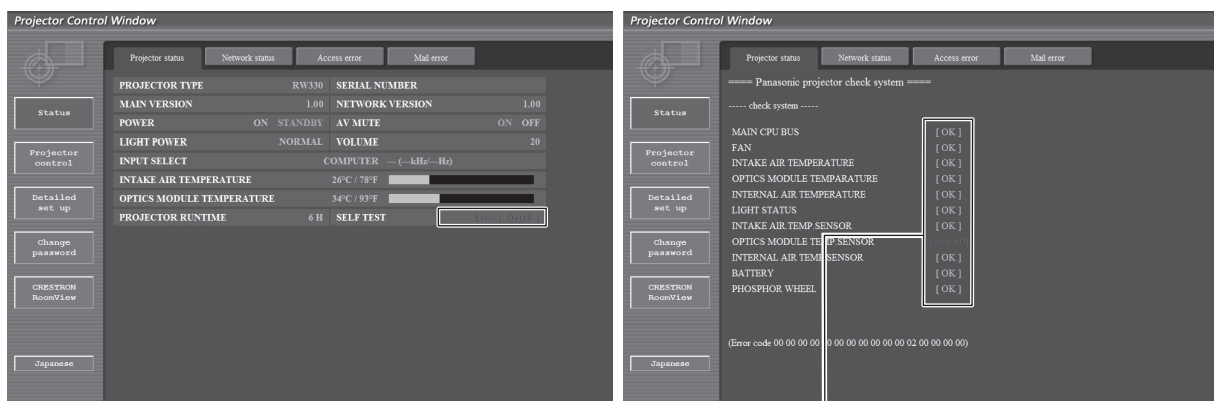 Projector Control Window
Projector status
Network status
Access error
Mail error
Status
Projector control
Detailed set up
Change password
CRESTRON RoomView
Japanese
PROJECTOR TYPE RW330 SERIAL NUMBER
MAIN VERSION 1.00 NETWORK VERSION 1.00
POWER ON STANDBY AV MUTE ON OFF
LIGHT POWER NORMAL VOLUME 20
INPUT SELECT COMPUTER --- (---kHz/---Hz)
INTAKE AIR TEMPERATURE 26°C / 78°F
OPTICS MODULE TEMPERATURE 34°C / 93°F
PROJECTOR RUNTIME 6 H SELF TEST Error [ Detail ]
Projector Control Window
Projector status
Network status
Access error
Mail error
Status
Projector control
Detailed set up
Change password
CRESTRON RoomView
Japanese
==== Panasonic projector check system ====
----- check system -----
MAIN CPU BUS [ OK ]
FAN [ OK ]
INTAKE AIR TEMPERATURE [ OK ]
OPTICS MODULE TEMPARATURE [ OK ]
INTERNAL AIR TEMPERATURE [ OK ]
LIGHT STATUS [ OK ]
INTAKE AIR.TEMP.SENSOR [ OK ]
OPTICS MODULE TEMP.SENSOR
INTERNAL AIR TEMP. SENSOR [ OK ]
BATTERY [ OK ]
PHOSPHOR WHEEL [ OK ]
(Error code 00 00 00 00 00 00 00 00 00 00 02 00 00 00 00)